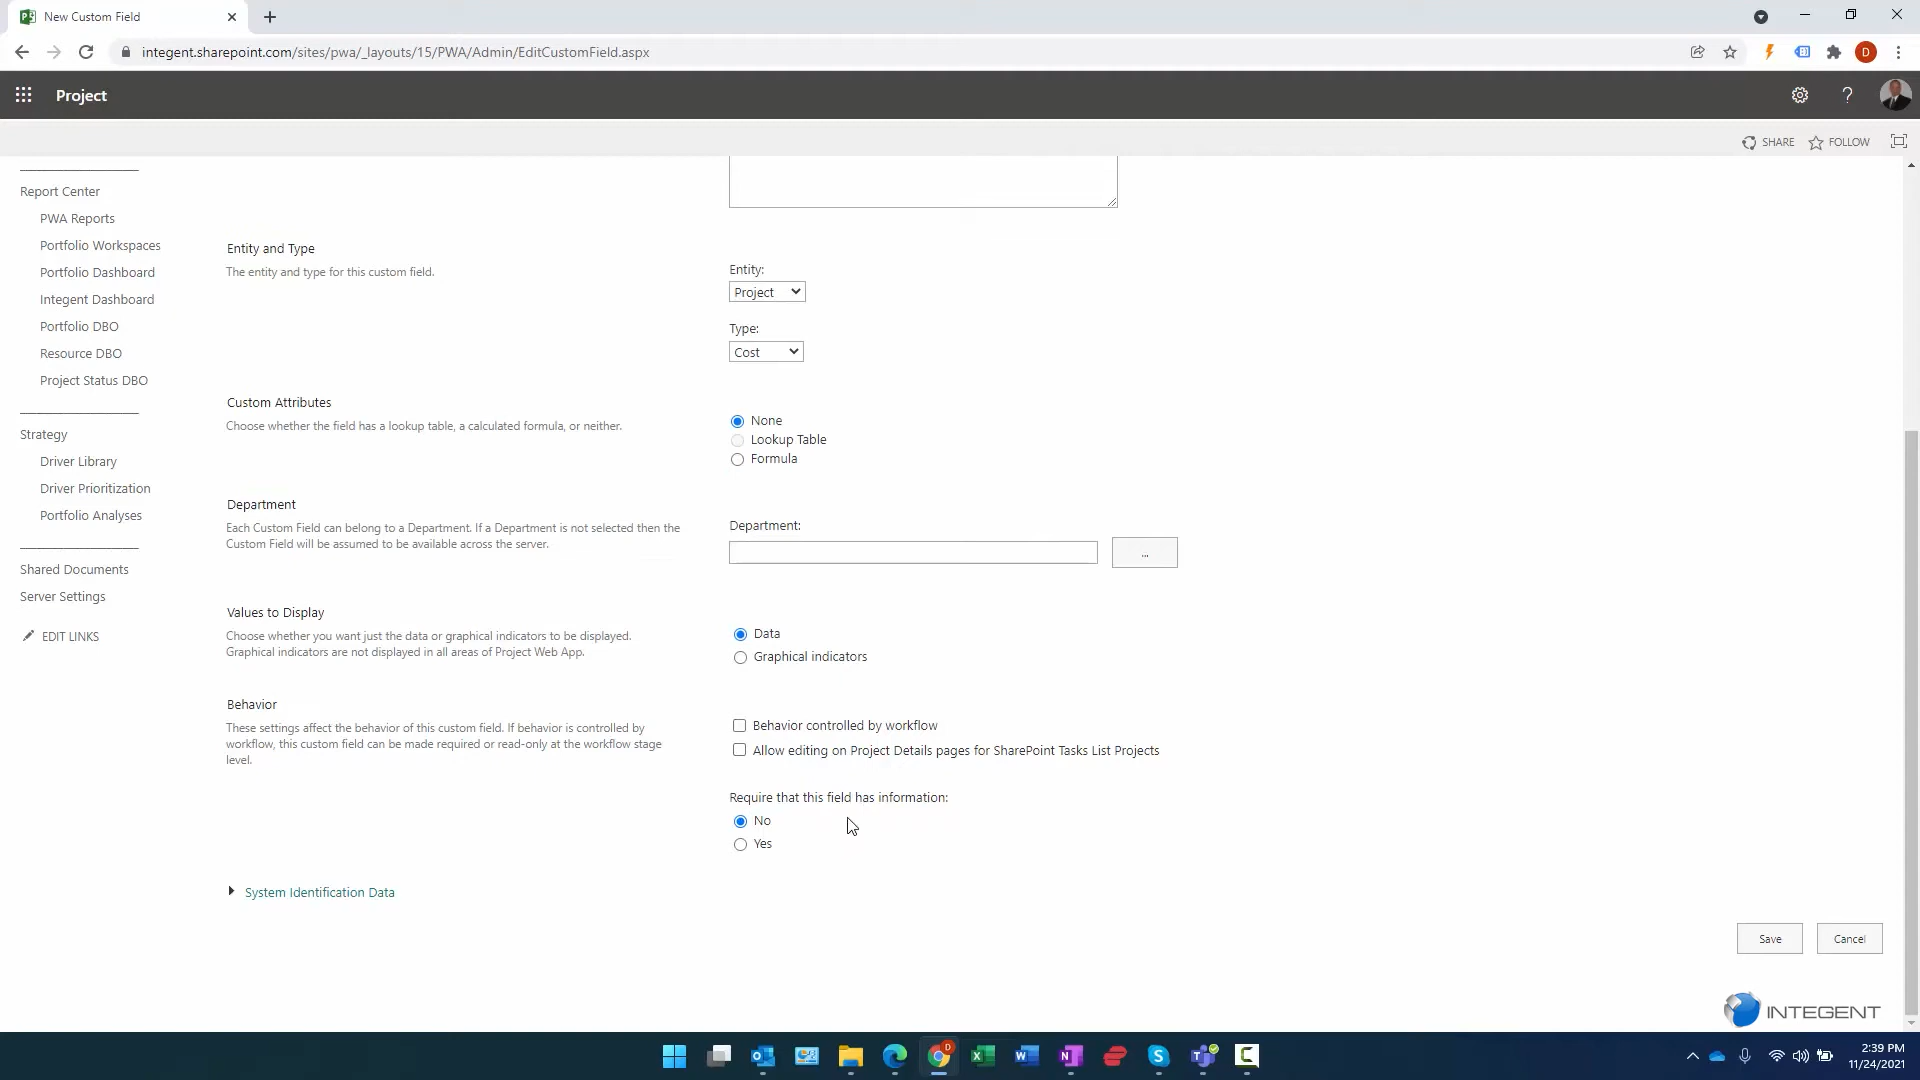 New Custom Field
integent.sharepoint.com/sites/pwa/_layouts/15/PWA/Admin/EditCustomField.aspx
D
Project
SHARE
FOLLOW
Report Center
PWA Reports
Portfolio Workspaces
Portfolio Dashboard
Integent Dashboard
Portfolio DBO
Resource DBO
Project Status DBO
Strategy
Driver Library
Driver Prioritization
Portfolio Analyses
Shared Documents
Server Settings
EDIT LINKS
Entity and Type
The entity and type for this custom field.
Entity:
Project
Type:
Cost
Custom Attributes
Choose whether the field has a lookup table, a calculated formula, or neither.
None
Lookup Table
Formula
Department
Each Custom Field can belong to a Department. If a Department is not selected then the
Custom Field will be assumed to be available across the server.
Department:
...
Values to Display
Choose whether you want just the data or graphical indicators to be displayed.
Graphical indicators are not displayed in all areas of Project Web App.
Data
Graphical indicators
Behavior
These settings affect the behavior of this custom field. If behavior is controlled by
workflow, this custom field can be made required or read-only at the workflow stage
level.
Behavior controlled by workflow
Allow editing on Project Details pages for SharePoint Tasks List Projects
Require that this field has information:
No
Yes
System Identification Data
Save
Cancel
INTEGENT
2:39 PM
11/24/2021